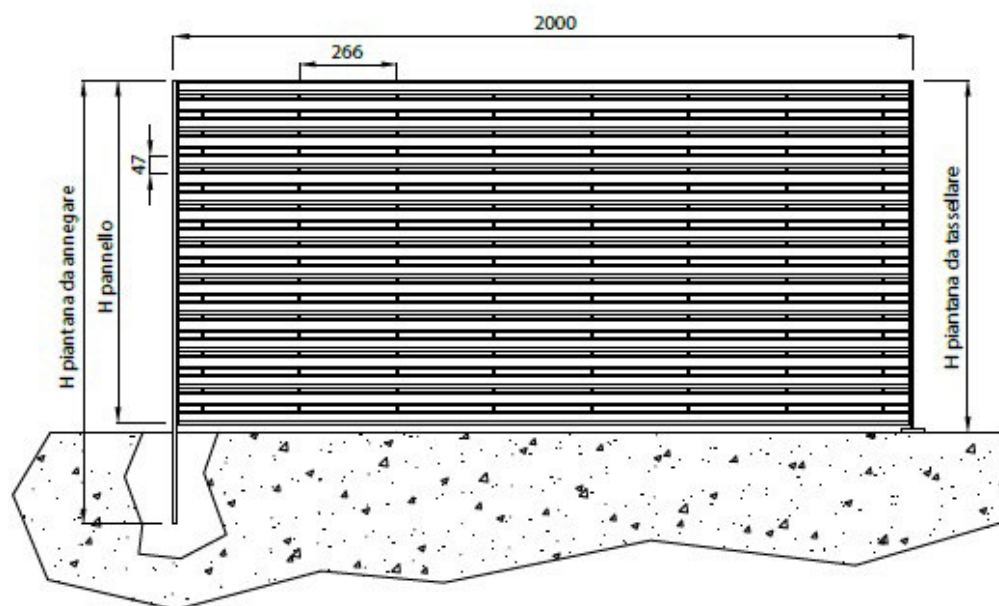 2000
266
47
H piantana da annegare
H pannello
H piantana da tassellare